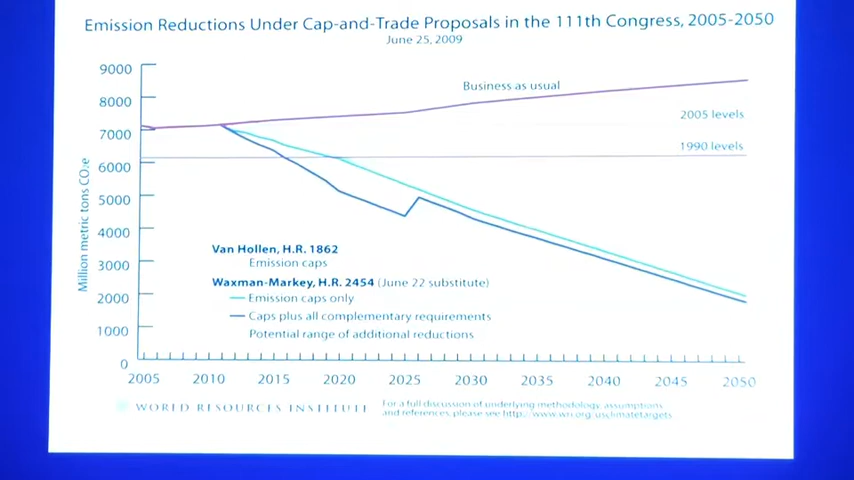 Emission Reductions Under Cap-and-Trade Proposals in the 111th Congress, 2005-2050
June 25, 2009
9000
8000
7000
6000
5000
4000
3000
2000
1000
0
Million metric tons CO₂e
Business as usual
2005 levels
1990 levels
Van Hollen, H.R. 1862
Emission caps
Waxman-Markey, H.R. 2454 (June 22 substitute)
Emission caps only
Caps plus all complementary requirements
Potential range of additional reductions
2005 2010 2015 2020 2025 2030 2035 2040 2045 2050
WORLD RESOURCES INSTITUTE
For a full discussion of underlying methodology, assumptions
and references, please see http://www.wri.org/usclimatetargets